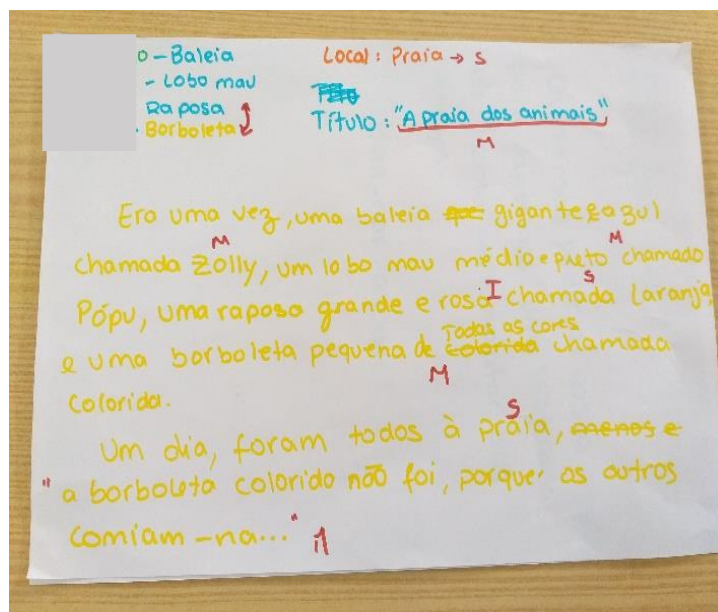 o - Baleia
Local: Praia → S
- Lobo mau
Raposa
- Borboleta
Título: "A praia dos animais"
M
Era uma vez, uma baleia que gigante e azul
M M
chamada Zolly, um lobo mau médio e preto chamado
S
Pópu, uma raposa grande e rosa I chamada Laranja,
Todas as cores
e uma borboleta pequena de colorida chamada
M
colorida.
S
Um dia, foram todos à praia, menos e
"a borboleta colorido não foi, porque os outros
comiam-na..."